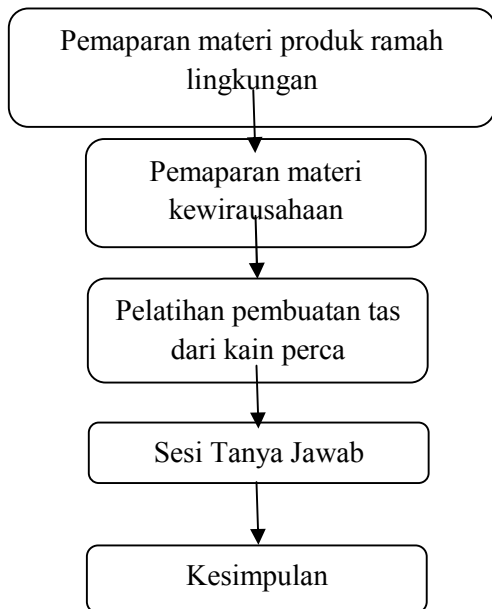 Pemaparan materi produk ramah
lingkungan
Pemaparan materi
kewirausahaan
Pelatihan pembuatan tas
dari kain perca
Sesi Tanya Jawab
Kesimpulan